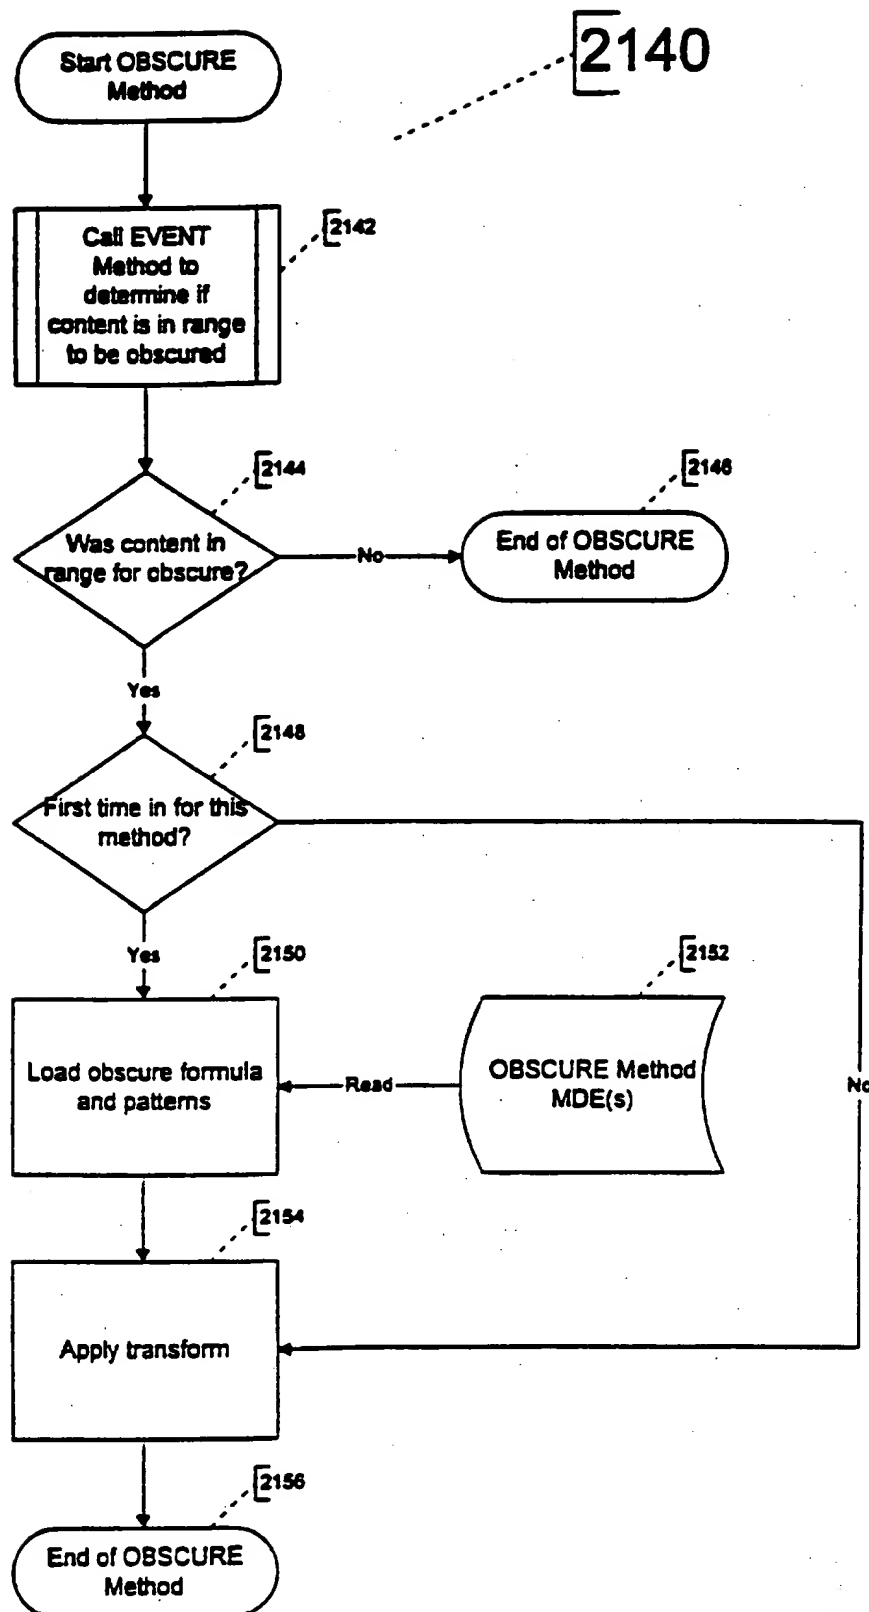 2140
Start OBSCURE
Method
2142
Call EVENT
Method to
determine if
content is in range
to be obscured
2144
Was content in
range for obscure?
No
2146
End of OBSCURE
Method
Yes
2148
First time in for this
method?
Yes
No
2150
Load obscure formula
and patterns
Read
2152
OBSCURE Method
MDE(s)
2154
Apply transform
2156
End of OBSCURE
Method